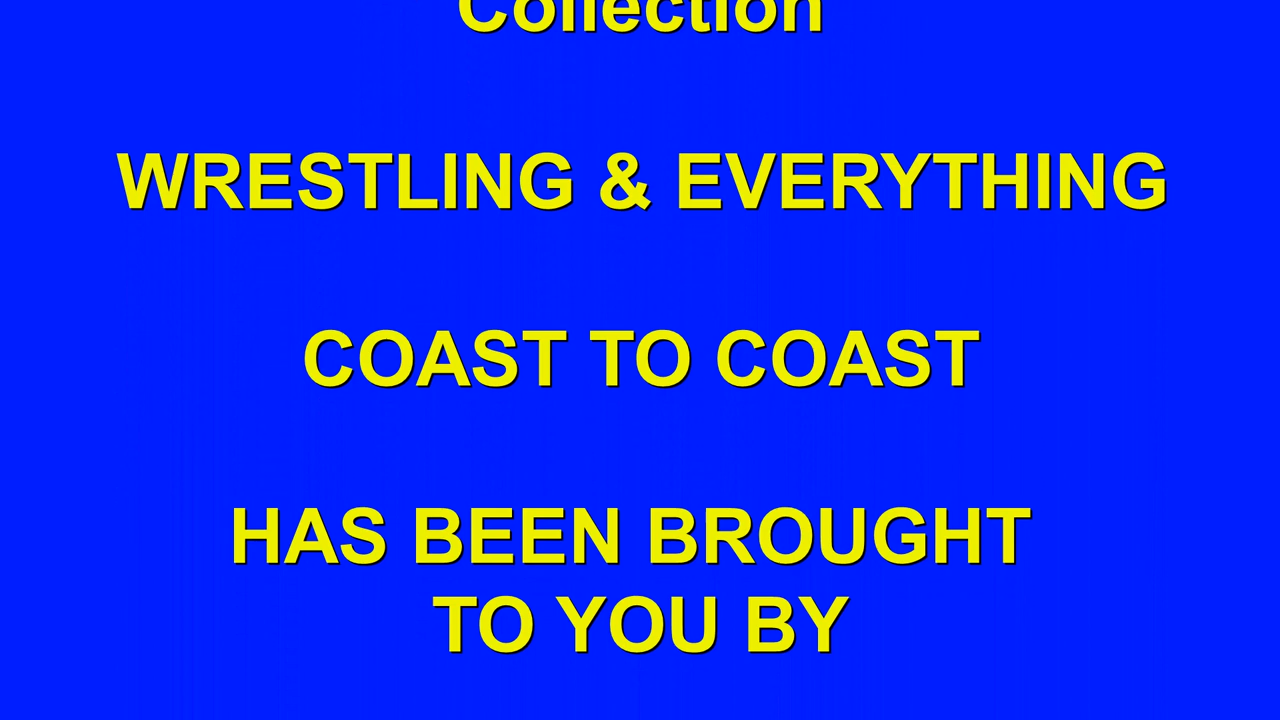 Collection
WRESTLING & EVERYTHING
COAST TO COAST
HAS BEEN BROUGHT
TO YOU BY